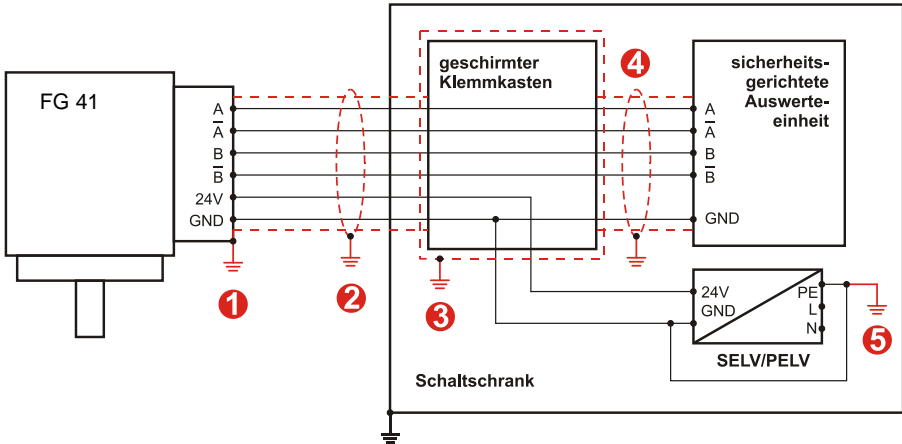 FG 41
A
A̅
B
B̅
24V
GND
1
2
geschirmter
Klemmkasten
3
4
sicherheits-
gerichtete
Auswerte-
einheit
A
A̅
B
B̅
GND
24V
GND
PE
L
N
SELV/PELV
5
Schaltschrank